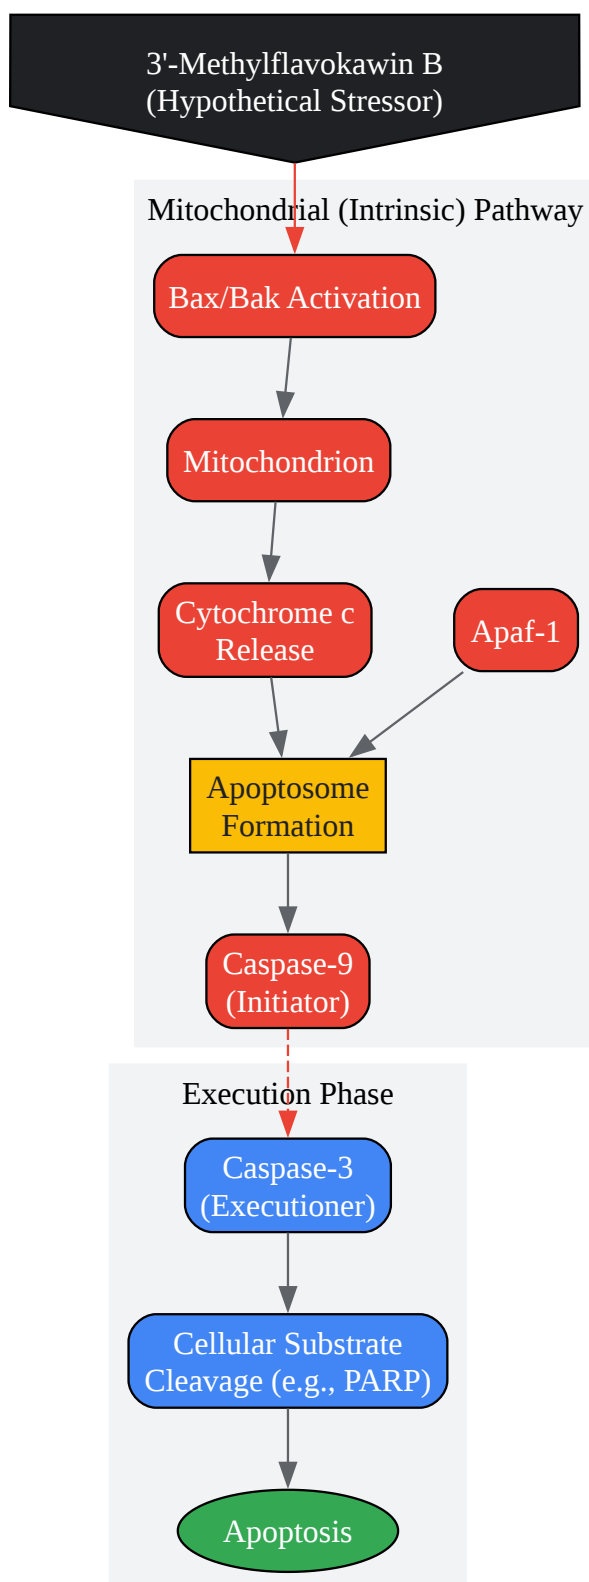 3'-Methylflavokawin B
(Hypothetical Stressor)
Mitochondrial (Intrinsic) Pathway
Bax/Bak Activation
Mitochondrion
Cytochrome c
Release
Apaf-1
Apoptosome
Formation
Caspase-9
(Initiator)
Execution Phase
Caspase-3
(Executioner)
Cellular Substrate
Cleavage (e.g., PARP)
Apoptosis